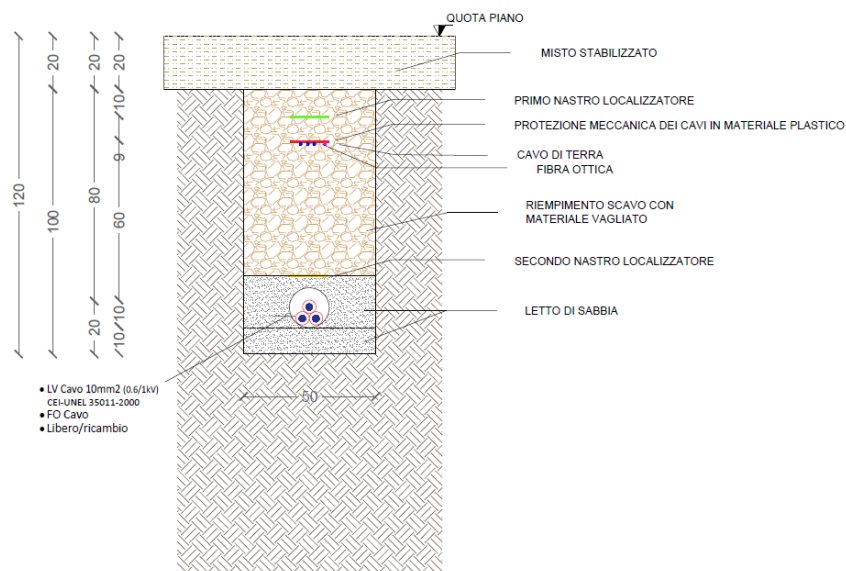 QUOTA PIANO
MISTO STABILIZZATO
PRIMO NASTRO LOCALIZZATORE
PROTEZIONE MECCANICA DEI CAVI IN MATERIALE PLASTICO
CAVO DI TERRA
FIBRA OTTICA
RIEMPIMENTO SCAVO CON
MATERIALE VAGLIATO
SECONDO NASTRO LOCALIZZATORE
LETTO DI SABBIA
120
20
100
20
80
20
20
10
9
60
10
10
50
• LV Cavo 10mm2 (0.6/1kV)
CEI-UNEL 35011-2000
• FO Cavo
• Libero/ricambio